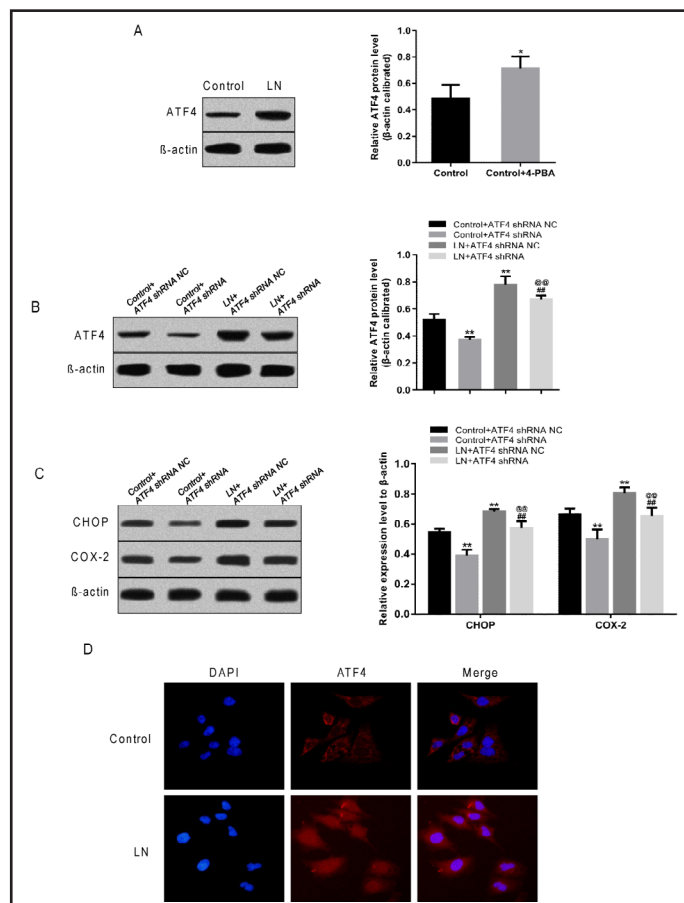 A
Control LN
ATF4
ß-actin
Relative ATF4 protein level
(β-actin calibrated)
1.0
0.8
0.6
0.4
0.2
0.0
*
Control Control+4-PBA
B
Control+
ATF4 shRNA NC
Control+
ATF4 shRNA
LN+
ATF4 shRNA NC
LN+
ATF4 shRNA
ATF4
ß-actin
Control+ATF4 shRNA NC
Control+ATF4 shRNA
LN+ATF4 shRNA NC
LN+ATF4 shRNA
Relative ATF4 protein level
(β-actin calibrated)
1.0
0.8
0.6
0.4
0.2
0.0
**
**
@@
##
C
Control+
ATF4 shRNA NC
Control+
ATF4 shRNA
LN+
ATF4 shRNA NC
LN+
ATF4 shRNA
CHOP
COX-2
ß-actin
Control+ATF4 shRNA NC
Control+ATF4 shRNA
LN+ATF4 shRNA NC
LN+ATF4 shRNA
Relative expression level to β-actin
1.0
0.8
0.6
0.4
0.2
0.0
**
**
@@
##
**
**
@@
##
CHOP COX-2
D
DAPI ATF4 Merge
Control
LN